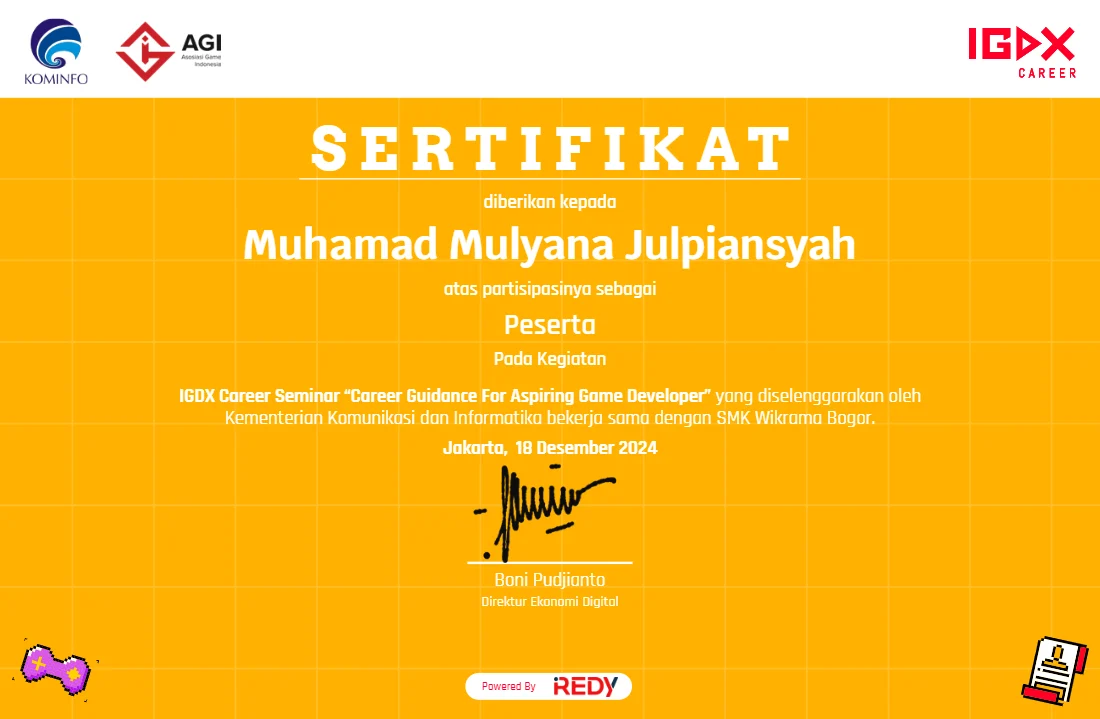 KOMINFO
AGI
Asosiasi Game
Indonesia
IGDX
CAREER
SERTIFIKAT
diberikan kepada
Muhamad Mulyana Julpiansyah
atas partisipasinya sebagai
Peserta
Pada Kegiatan
IGDX Career Seminar “Career Guidance For Aspiring Game Developer” yang diselenggarakan oleh
Kementerian Komunikasi dan Informatika bekerja sama dengan SMK Wikrama Bogor.
Jakarta, 18 Desember 2024
Boni Pudjianto
Direktur Ekonomi Digital
Powered By REDY